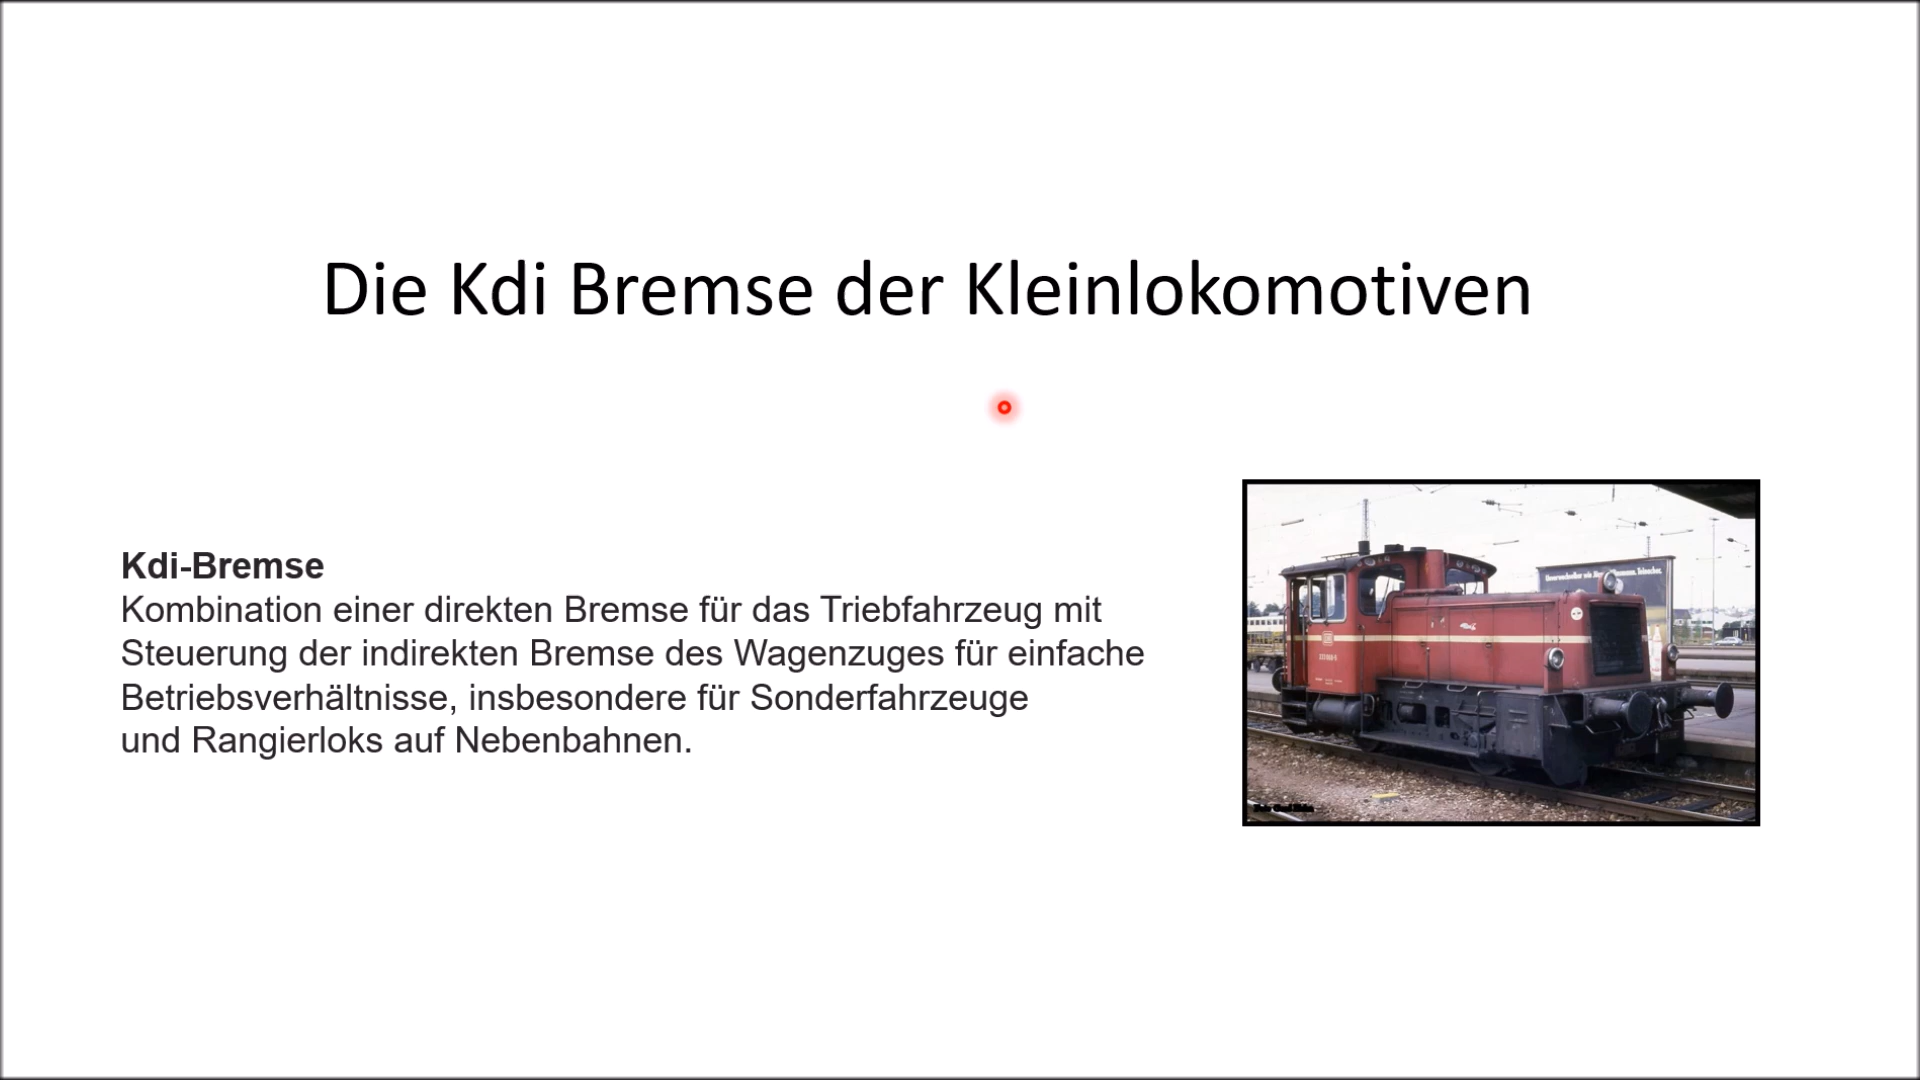 Die Kdi Bremse der Kleinlokomotiven
Kdi-Bremse
Kombination einer direkten Bremse für das Triebfahrzeug mit
Steuerung der indirekten Bremse des Wagenzuges für einfache
Betriebsverhältnisse, insbesondere für Sonderfahrzeuge
und Rangierloks auf Nebenbahnen.